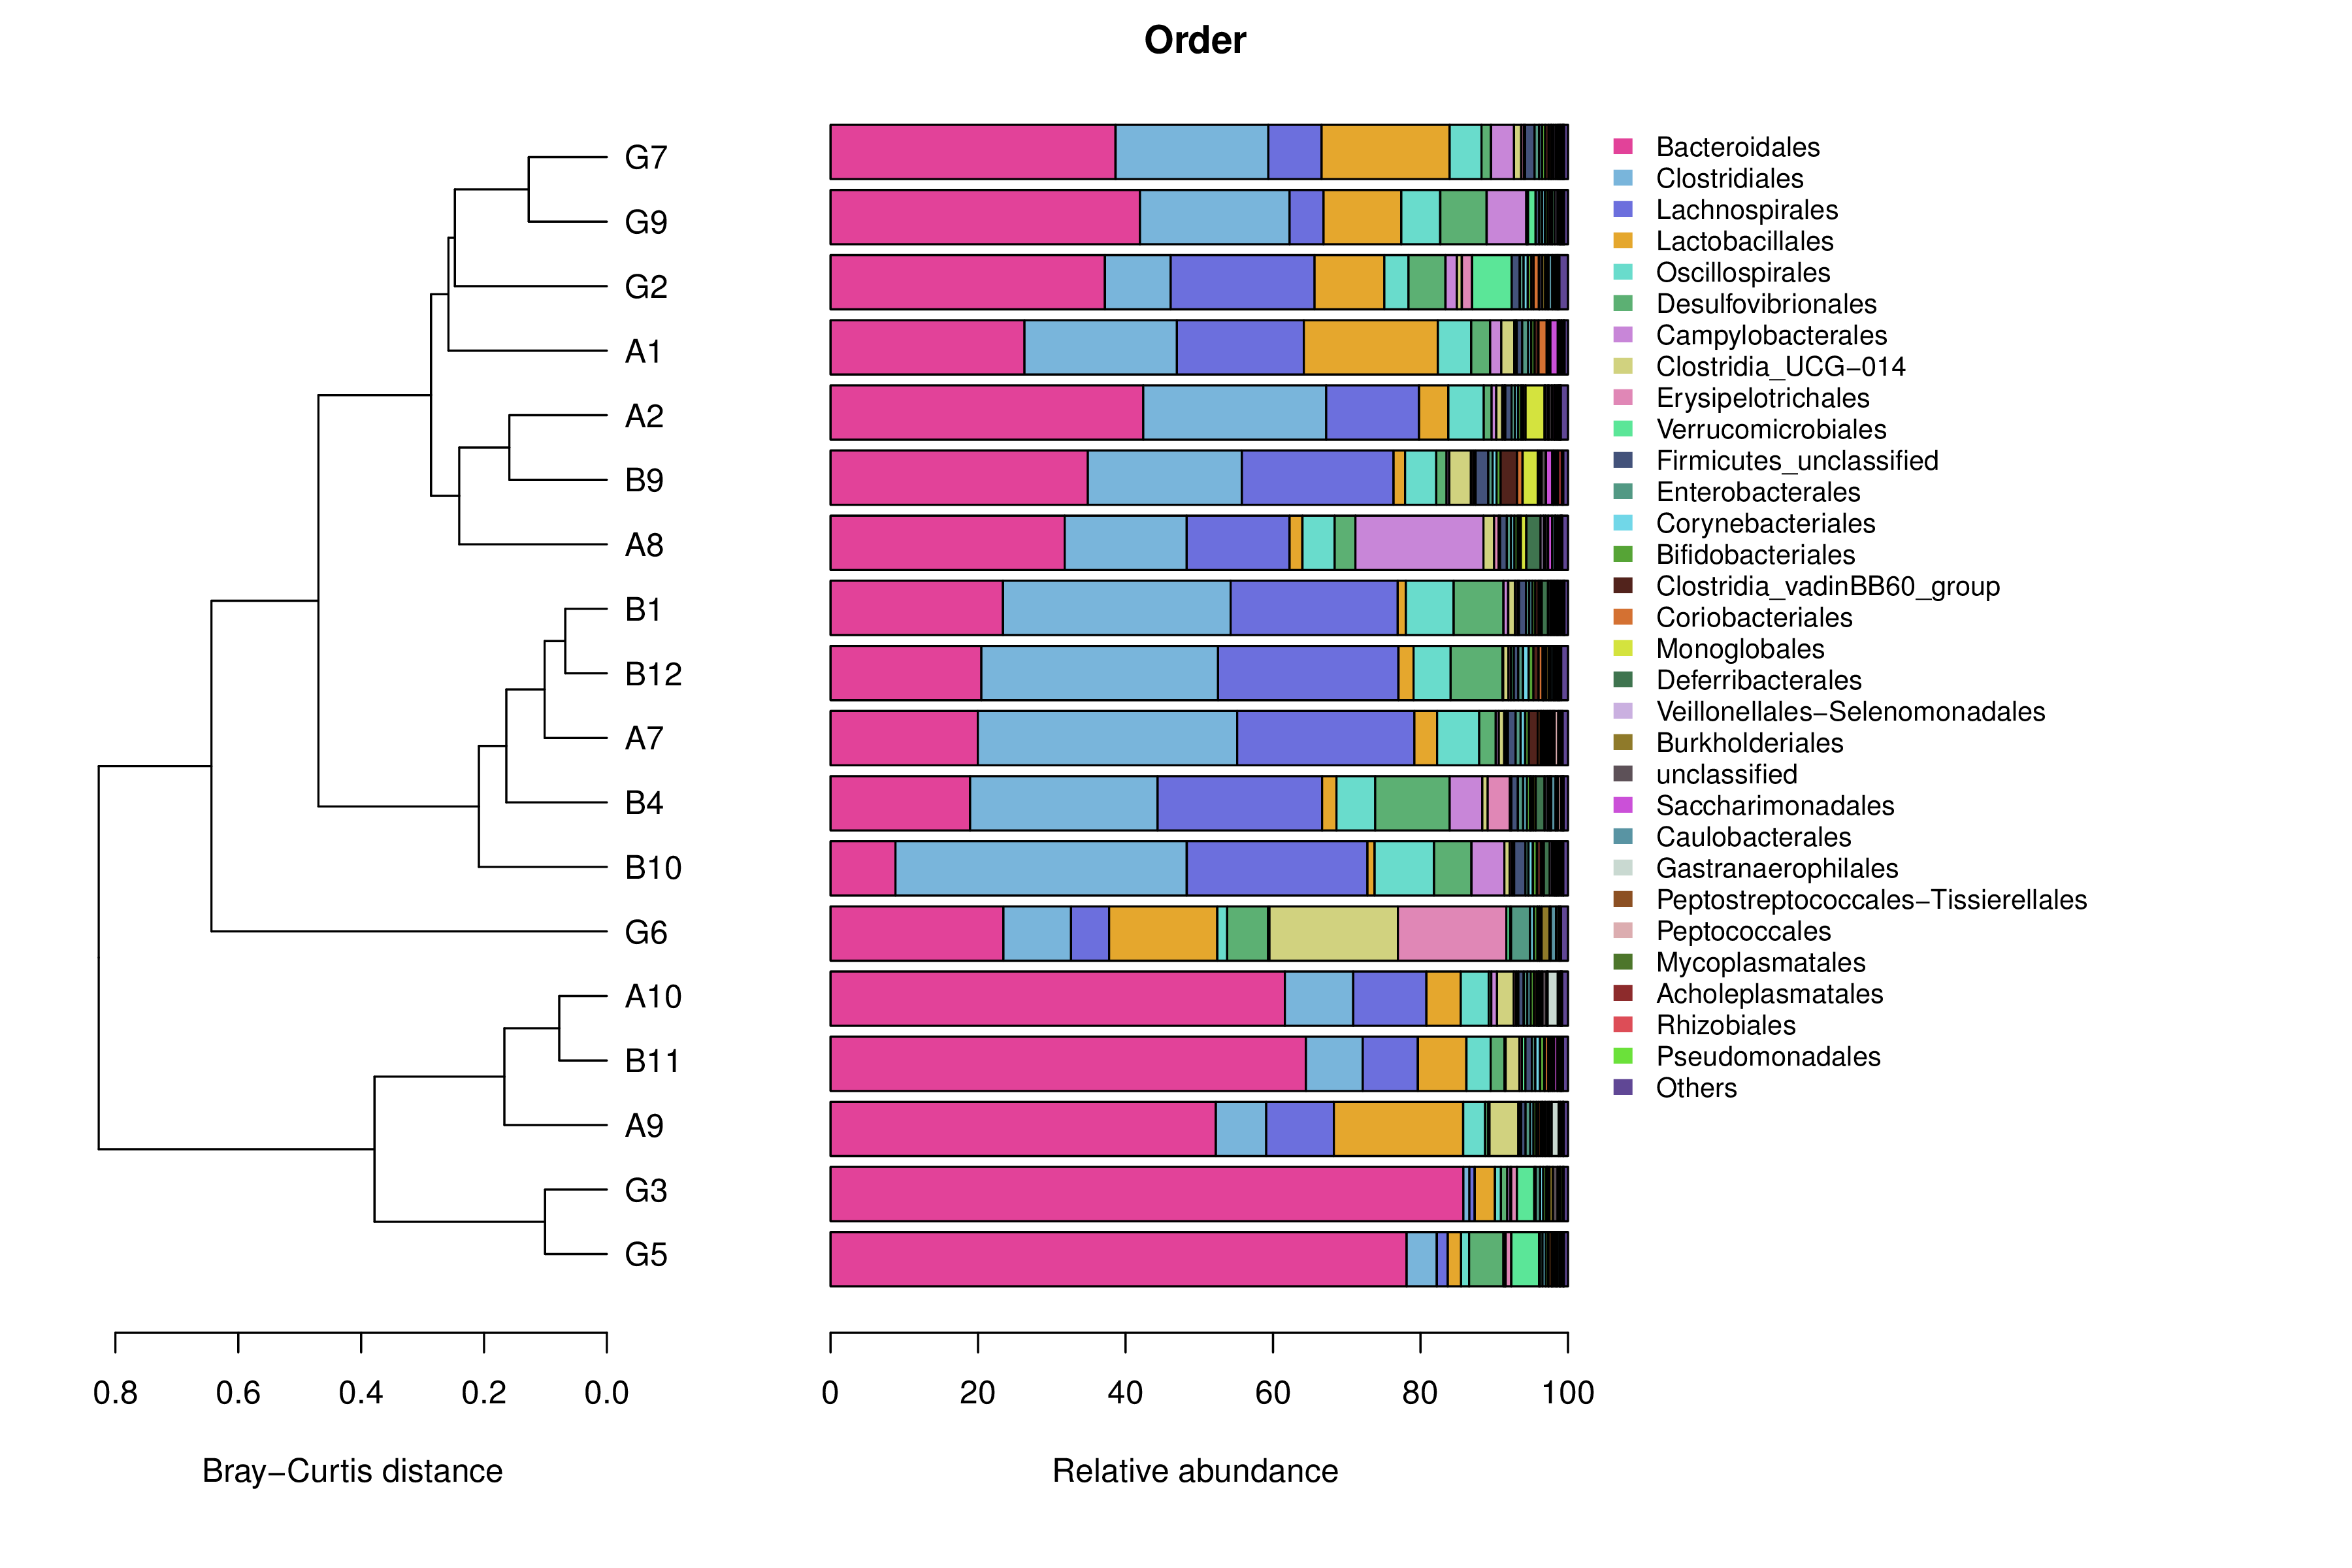 Order
G7
G9
G2
A1
A2
B9
A8
B1
B12
A7
B4
B10
G6
A10
B11
A9
G3
G5
Bacteroidales
Clostridiales
Lachnospirales
Lactobacillales
Oscillospirales
Desulfovibrionales
Campylobacterales
Clostridia_UCG−014
Erysipelotrichales
Verrucomicrobiales
Firmicutes_unclassified
Enterobacterales
Corynebacteriales
Bifidobacteriales
Clostridia_vadinBB60_group
Coriobacteriales
Monoglobales
Deferribacterales
Veillonellales−Selenomonadales
Burkholderiales
unclassified
Saccharimonadales
Caulobacterales
Gastranaerophilales
Peptostreptococcales−Tissierellales
Peptococcales
Mycoplasmatales
Acholeplasmatales
Rhizobiales
Pseudomonadales
Others
0.8 0.6 0.4 0.2 0.0
0 20 40 60 80 100
Bray−Curtis distance
Relative abundance